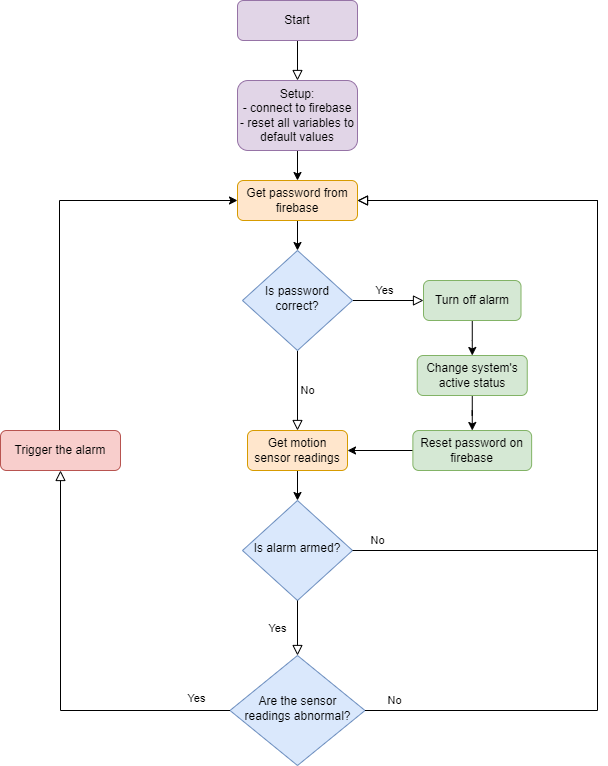 Start
Setup:
- connect to firebase
- reset all variables to
default values
Get password from
firebase
Is password
correct?
Yes
Turn off alarm
Change system's
active status
No
Trigger the alarm
Get motion
sensor readings
Reset password on
firebase
Is alarm armed?
No
Yes
Are the sensor
readings abnormal?
Yes
No